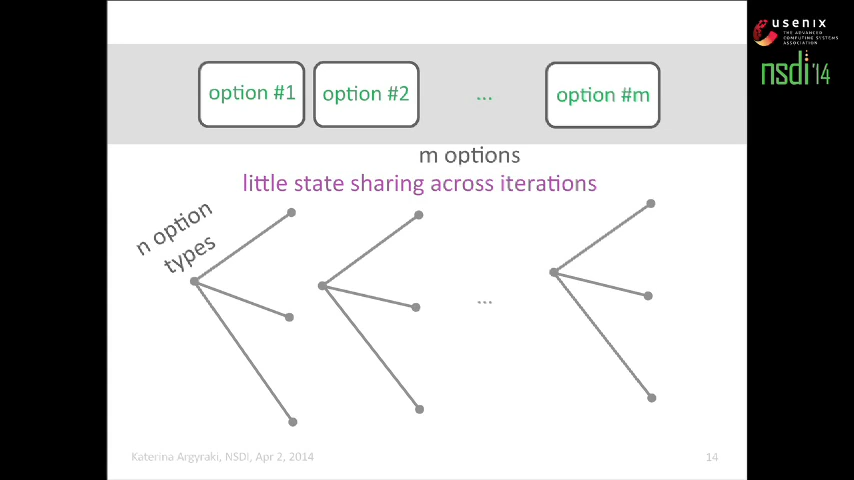 usenix
THE ADVANCED
COMPUTING SYSTEMS
ASSOCIATION
nsdi '14
option #1
option #2
...
option #m
m options
little state sharing across iterations
n option
types
...
Katerina Argyraki, NSDI, Apr 2, 2014
14